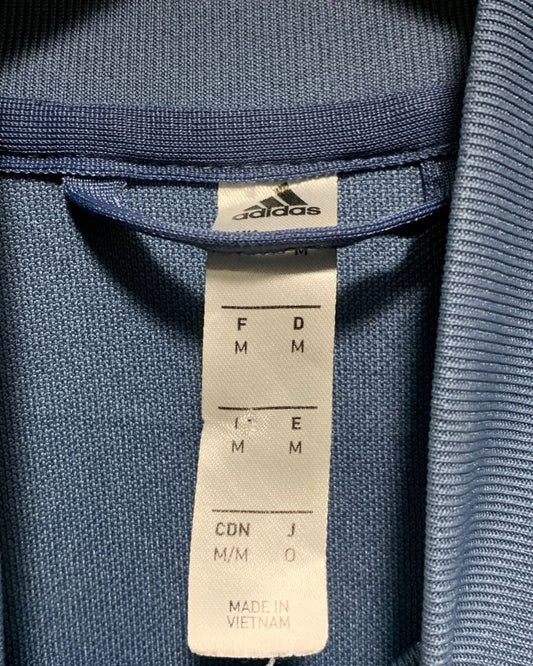 adidas
M
F D
M M
I E
M M
CDN J
M/M O
MADE IN
VIETNAM